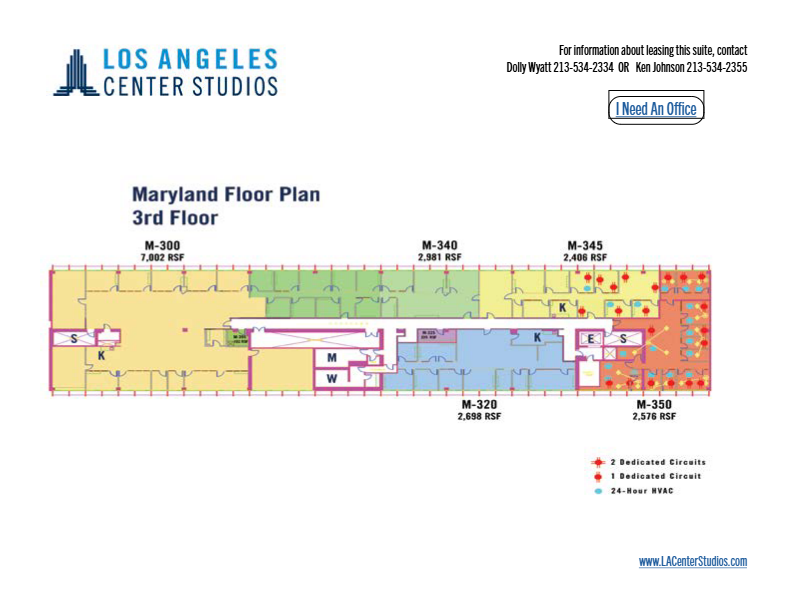 LOS ANGELES
CENTER STUDIOS
For information about leasing this suite, contact
Dolly Wyatt 213-534-2334 OR Ken Johnson 213-534-2355
I Need An Office
Maryland Floor Plan
3rd Floor
M-300
7,002 RSF
M-340
2,981 RSF
M-345
2,406 RSF
K
S
K
M
W
K
E
S
M-320
2,698 RSF
M-350
2,576 RSF
2 Dedicated Circuits
1 Dedicated Circuit
24-Hour HVAC
www.LACenterStudios.com